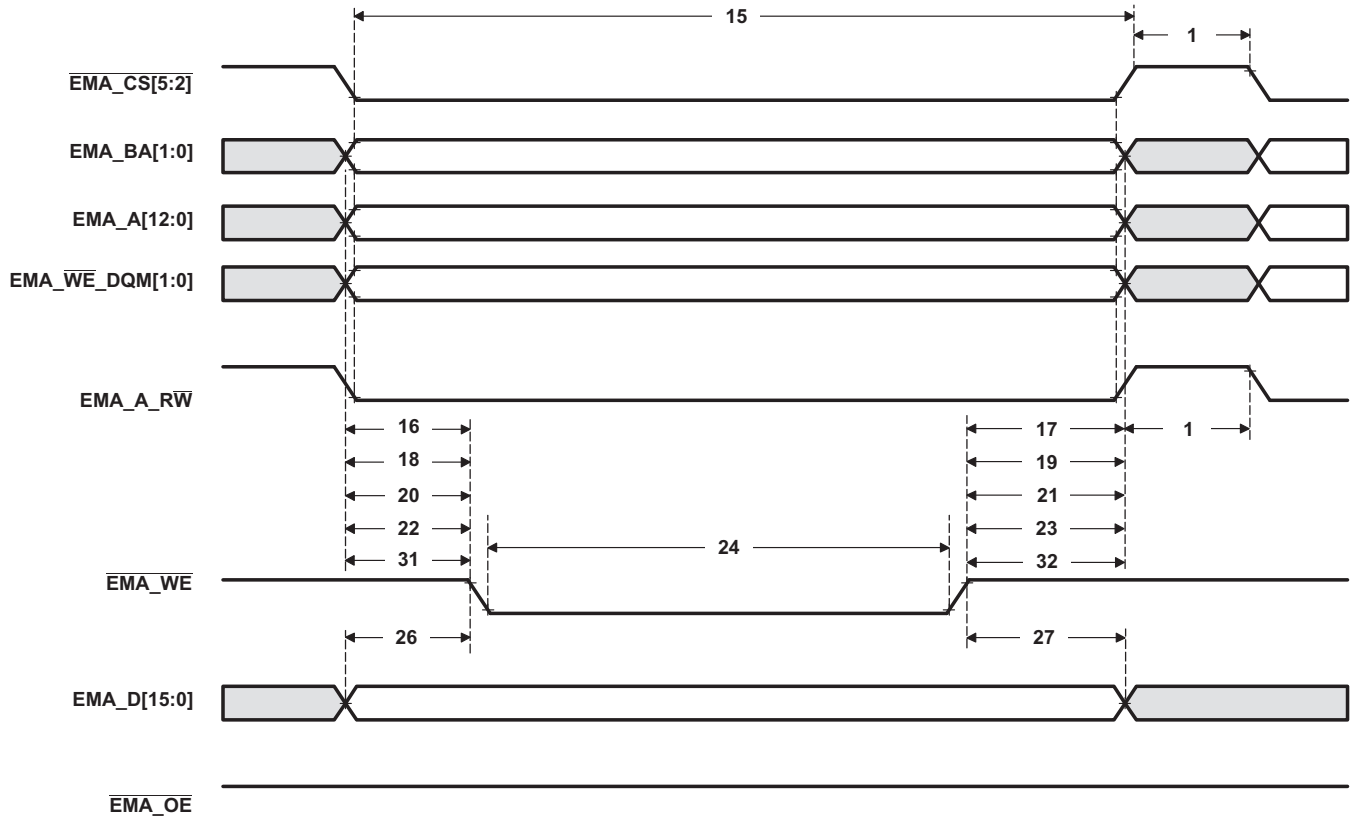 15
1
EMA_CS[5:2]
EMA_BA[1:0]
EMA_A[12:0]
EMA_WE_DQM[1:0]
EMA_A_RW
16 17 1
18 19
20 21
22 23
24
31 32
EMA_WE
26 27
EMA_D[15:0]
EMA_OE